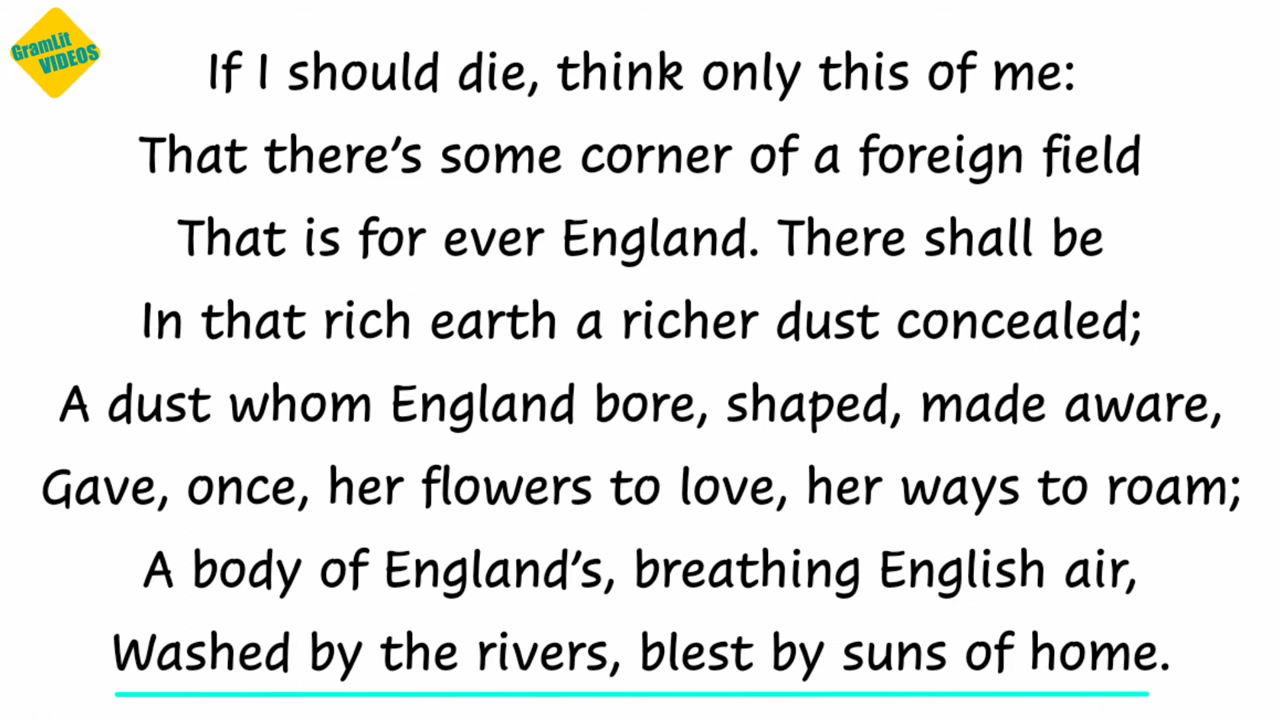 GramLit
VIDEOS
If I should die, think only this of me:
That there's some corner of a foreign field
That is for ever England. There shall be
In that rich earth a richer dust concealed;
A dust whom England bore, shaped, made aware,
Gave, once, her flowers to love, her ways to roam;
A body of England's, breathing English air,
Washed by the rivers, blest by suns of home.